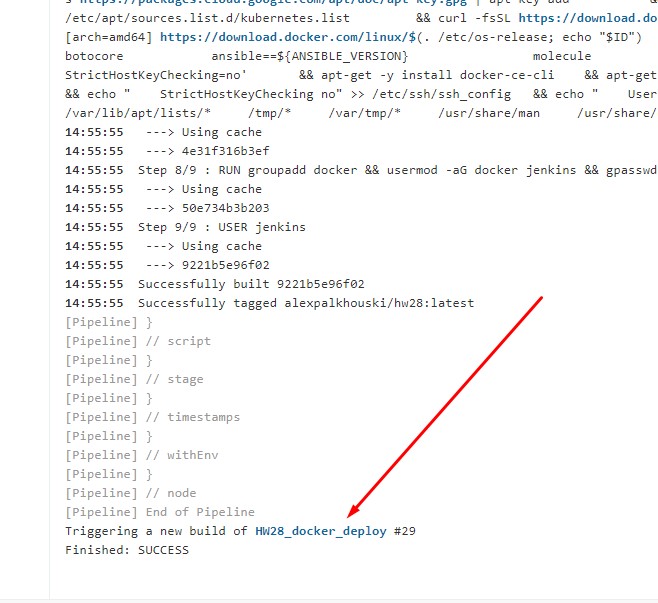 s https://packages.cloud.google.com/apt/doc/apt-key.gpg | apt-key add
/etc/apt/sources.list.d/kubernetes.list && curl -fsSL https://download.do
[arch=amd64] https://download.docker.com/linux/$(. /etc/os-release; echo "$ID")
botocore ansible==${ANSIBLE_VERSION} molecule
StrictHostKeyChecking=no' && apt-get -y install docker-ce-cli && apt-get
&& echo " StrictHostKeyChecking no" >> /etc/ssh/ssh_config && echo " User
/var/lib/apt/lists/* /tmp/* /var/tmp/* /usr/share/man /usr/share/
14:55:55 ---> Using cache
14:55:55 ---> 4e31f316b3ef
14:55:55 Step 8/9 : RUN groupadd docker && usermod -aG docker jenkins && gpasswd
14:55:55 ---> Using cache
14:55:55 ---> 50e734b3b203
14:55:55 Step 9/9 : USER jenkins
14:55:55 ---> Using cache
14:55:55 ---> 9221b5e96f02
14:55:55 Successfully built 9221b5e96f02
14:55:55 Successfully tagged alexpalkhouski/hw28:latest
[Pipeline] }
[Pipeline] // script
[Pipeline] }
[Pipeline] // stage
[Pipeline] }
[Pipeline] // timestamps
[Pipeline] }
[Pipeline] // withEnv
[Pipeline] }
[Pipeline] // node
[Pipeline] End of Pipeline
Triggering a new build of HW28_docker_deploy #29
Finished: SUCCESS